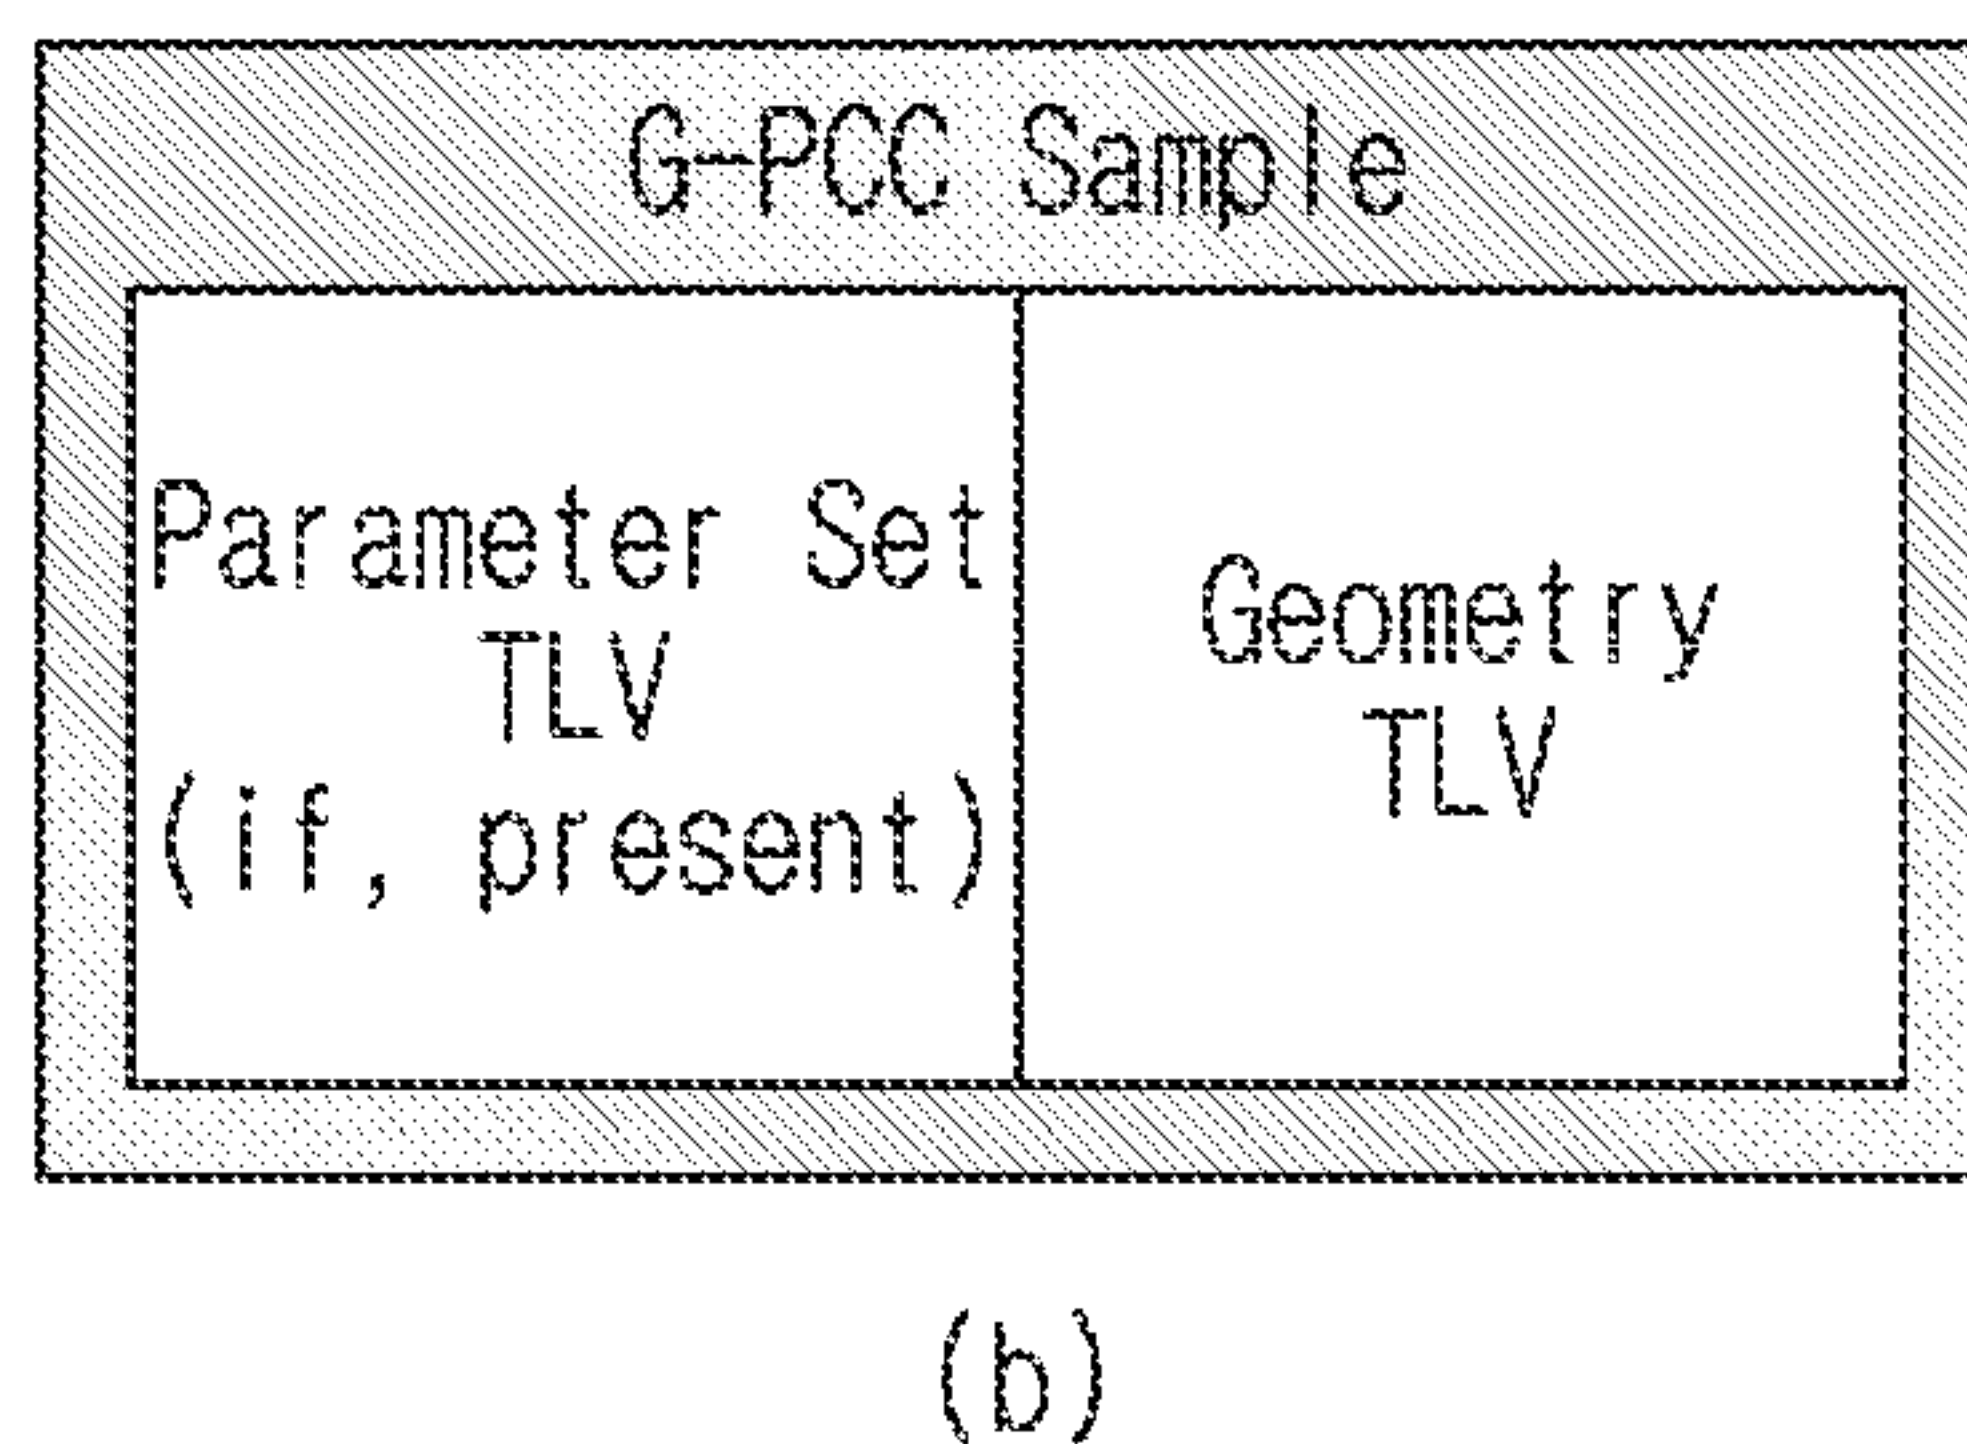 G-PCC Sample
Parameter Set
TLV
(if, present)
Geometry
TLV
(b)